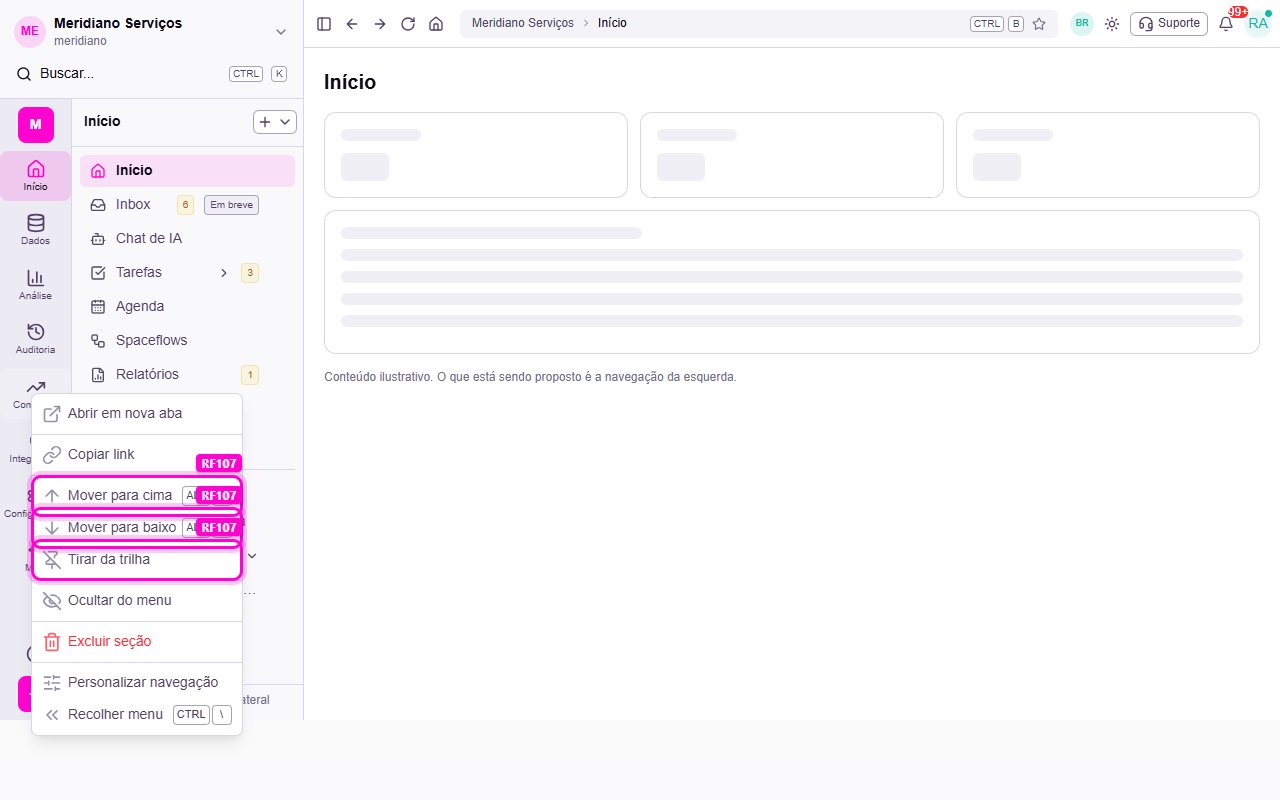 ME
Meridiano Serviços
meridiano
Buscar...
CTRL K
Meridiano Serviços > Início
CTRL B
BR
Suporte
99+
RA
M
Início
Início
Início
Dados
Análise
Auditoria
Início
Inbox 6 Em breve
Chat de IA
Tarefas 3
Agenda
Spaceflows
Relatórios 1
Conteúdo ilustrativo. O que está sendo proposto é a navegação da esquerda.
Abrir em nova aba
Copiar link
RF107
Mover para cima
RF107
Mover para baixo
RF107
Tirar da trilha
Ocultar do menu
Excluir seção
Personalizar navegação
Recolher menu CTRL \
ateral